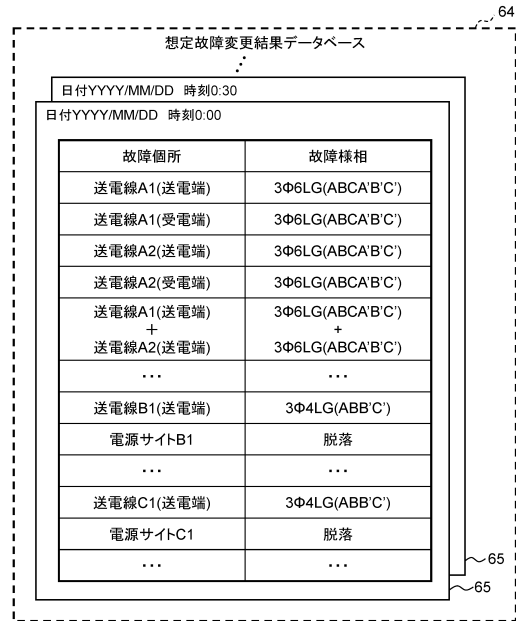 64
想定故障変更結果データベース
⋮
日付YYYY/MM/DD 時刻0:30
日付YYYY/MM/DD 時刻0:00
故障個所 故障様相
送電線A1(送電端) 3Φ6LG(ABCA'B'C')
送電線A1(受電端) 3Φ6LG(ABCA'B'C')
送電線A2(送電端) 3Φ6LG(ABCA'B'C')
送電線A2(受電端) 3Φ6LG(ABCA'B'C')
送電線A1(送電端) 3Φ6LG(ABCA'B'C')
+ +
送電線A2(送電端) 3Φ6LG(ABCA'B'C')
… …
送電線B1(送電端) 3Φ4LG(ABB'C')
電源サイトB1 脱落
… …
送電線C1(送電端) 3Φ4LG(ABB'C')
電源サイトC1 脱落
… …
65
65